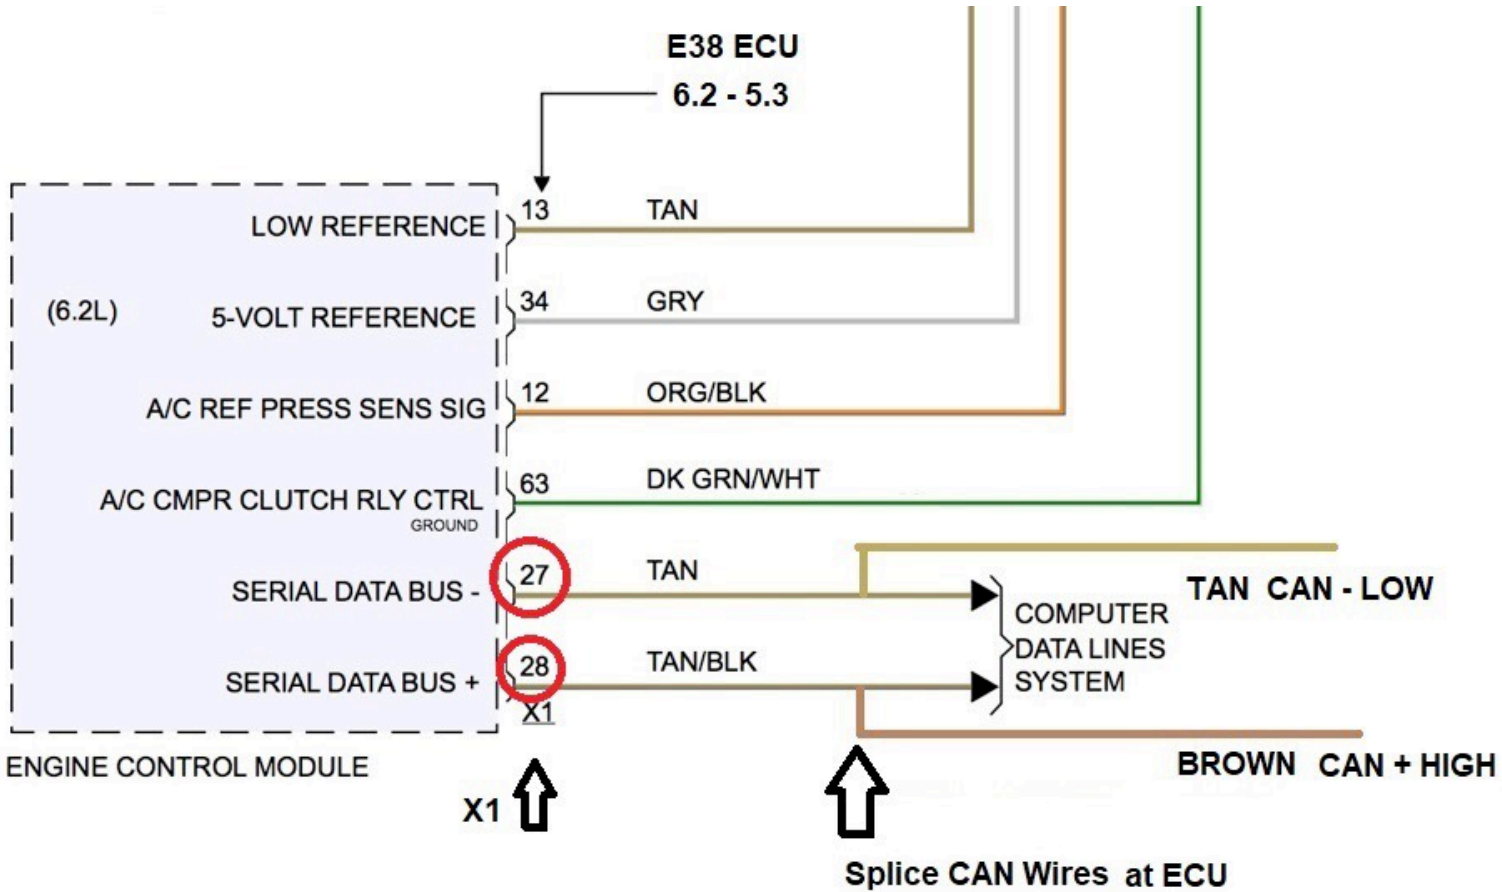 E38 ECU
6.2 - 5.3
LOW REFERENCE
13
TAN
(6.2L)
5-VOLT REFERENCE
34
GRY
A/C REF PRESS SENS SIG
12
ORG/BLK
A/C CMPR CLUTCH RLY CTRL
63
DK GRN/WHT
GROUND
SERIAL DATA BUS -
27
TAN
TAN CAN - LOW
COMPUTER
DATA LINES
SYSTEM
SERIAL DATA BUS +
28
TAN/BLK
X1
BROWN CAN + HIGH
ENGINE CONTROL MODULE
X1
Splice CAN Wires at ECU